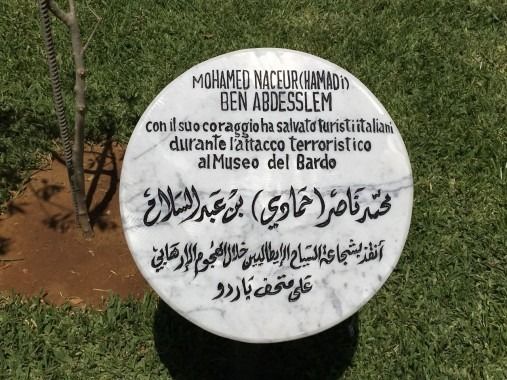 MOHAMED NACEUR (HAMADi)
BEN ABDESSLEM
con il suo coraggio ha salvato turisti italiani
durante l'attacco terroristico
al Museo del Bardo
محمد ناصر (حمادي) بن عبد السلام
أنقذ بشجاعة السياح الإيطاليين خلال الهجوم الإرهابي
على متحف باردو